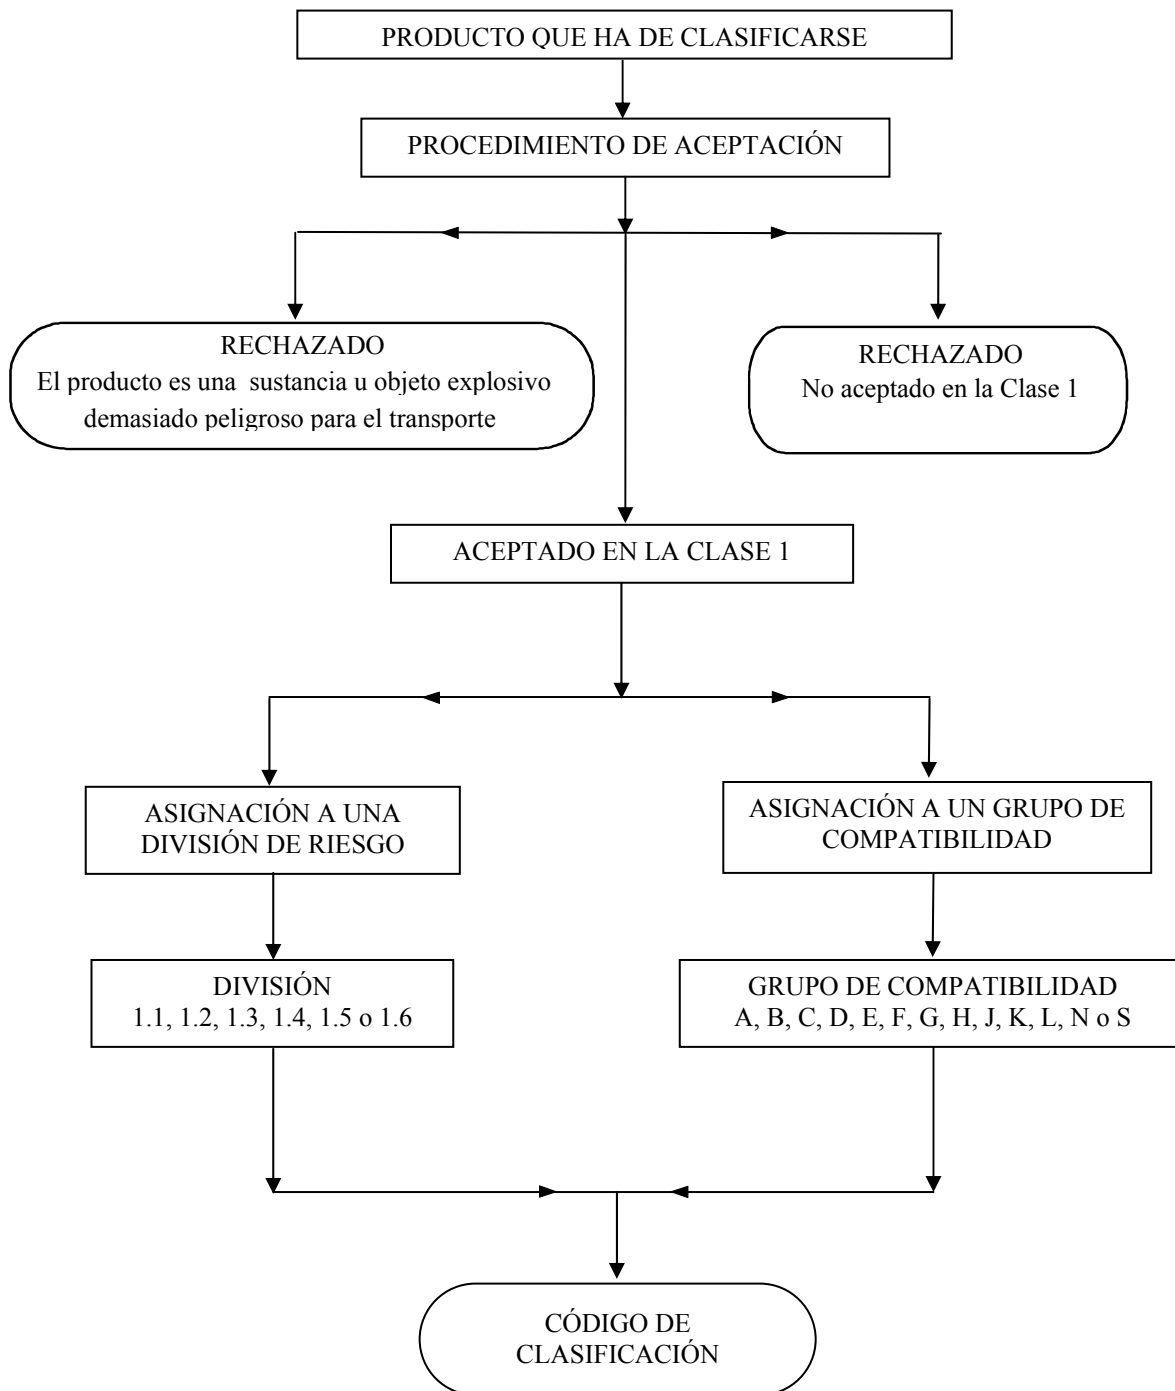 PRODUCTO QUE HA DE CLASIFICARSE
PROCEDIMIENTO DE ACEPTACIÓN
RECHAZADO
El producto es una sustancia u objeto explosivo
demasiado peligroso para el transporte
RECHAZADO
No aceptado en la Clase 1
ACEPTADO EN LA CLASE 1
ASIGNACIÓN A UNA
DIVISIÓN DE RIESGO
ASIGNACIÓN A UN GRUPO DE
COMPATIBILIDAD
DIVISIÓN
1.1, 1.2, 1.3, 1.4, 1.5 o 1.6
GRUPO DE COMPATIBILIDAD
A, B, C, D, E, F, G, H, J, K, L, N o S
CÓDIGO DE
CLASIFICACIÓN